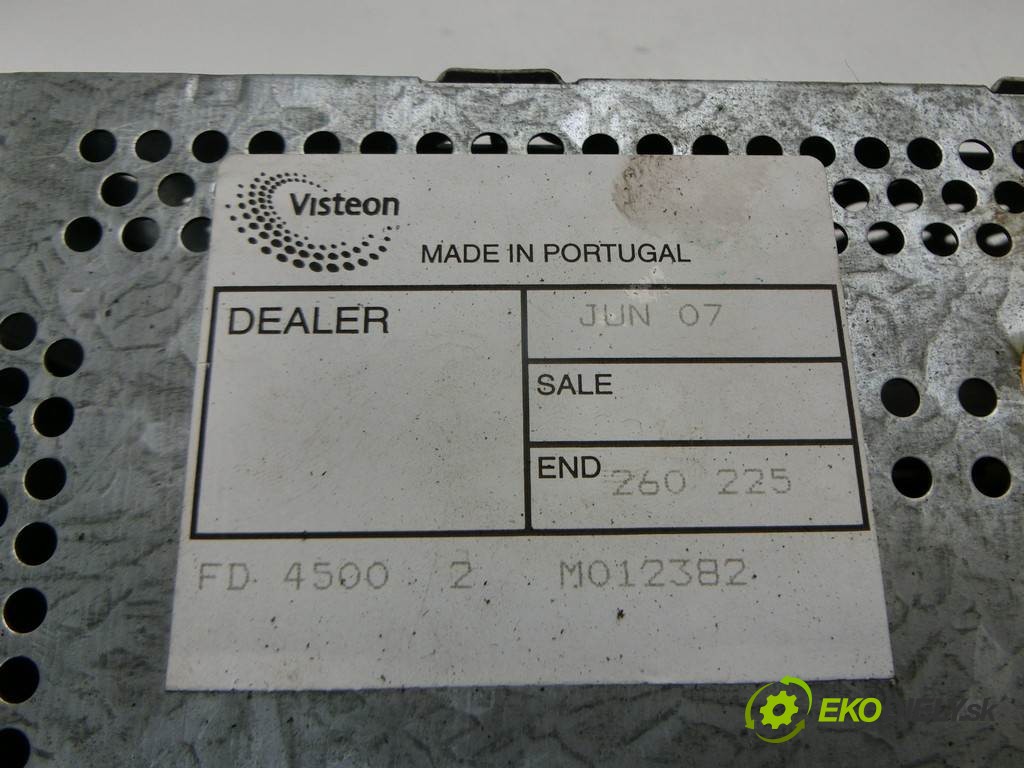 Visteon
MADE IN PORTUGAL
DEALER
JUN 07
SALE
END 260 225
FD 4500 2 M012382
EKO